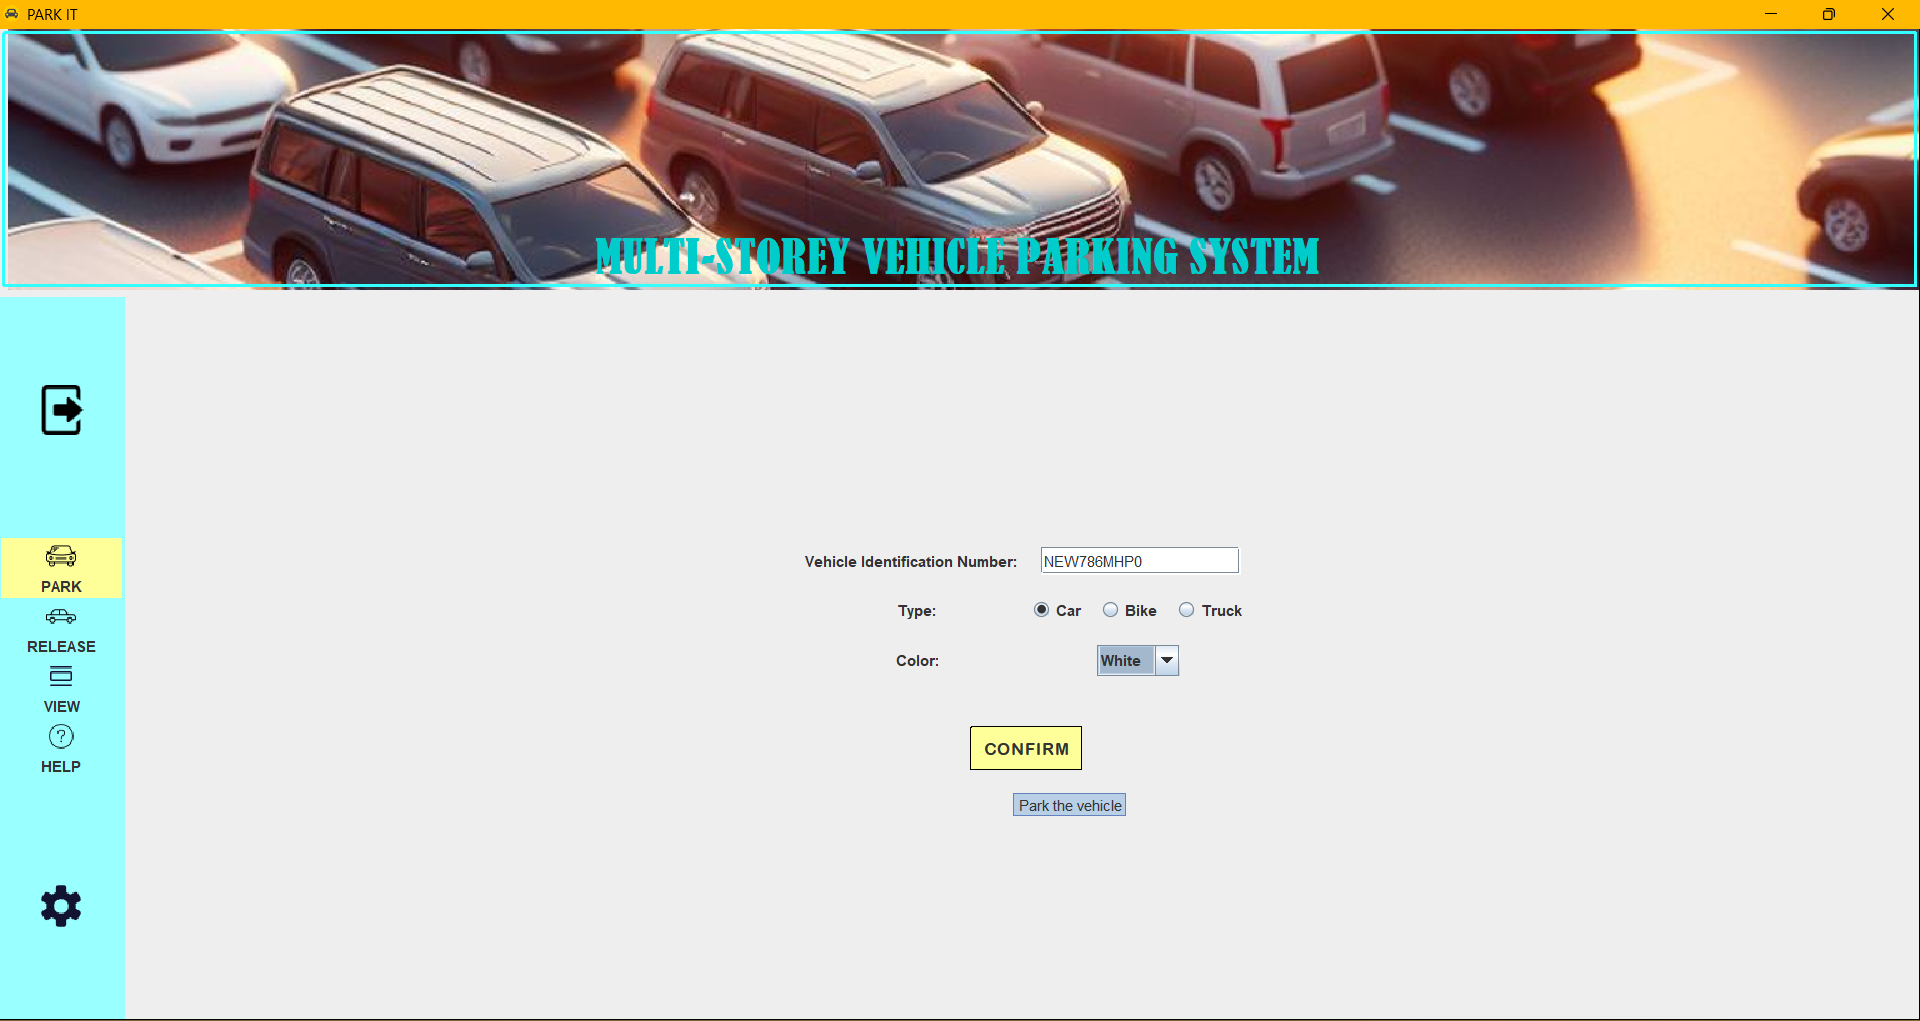 PARK IT
MULTI-STOREY VEHICLE PARKING SYSTEM
PARK
RELEASE
VIEW
?
HELP
Vehicle Identification Number: NEW786MHP0
Type: Car Bike Truck
Color: White
CONFIRM
Park the vehicle